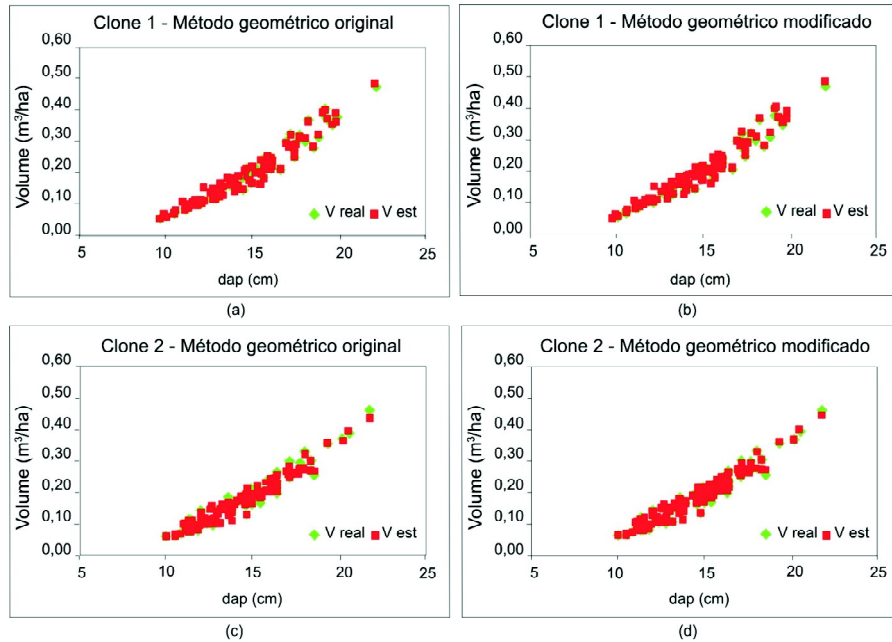 Clone 1 - Método geométrico original
0,60
0,50
0,40
0,30
0,20
0,10
0,00
Volume (m³/ha)
V real V est
5 10 15 20 25
dap (cm)
(a)
Clone 1 - Método geométrico modificado
0,60
0,50
0,40
0,30
0,20
0,10
0,00
Volume (m³/ha)
V real V est
5 10 15 20 25
dap (cm)
(b)
Clone 2 - Método geométrico original
0,60
0,50
0,40
0,30
0,20
0,10
0,00
Volume (m³/ha)
V real V est
5 10 15 20 25
dap (cm)
(c)
Clone 2 - Método geométrico modificado
0,60
0,50
0,40
0,30
0,20
0,10
0,00
Volume (m³/ha)
V real V est
5 10 15 20 25
dap (cm)
(d)